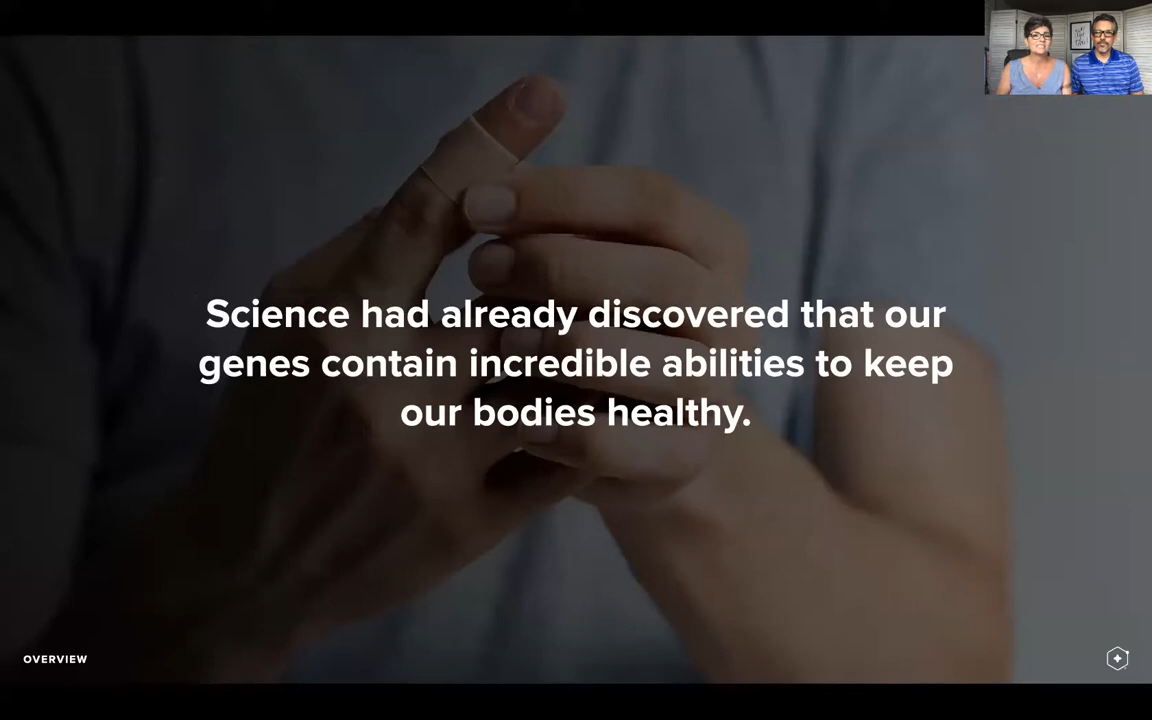 Science had already discovered that our
genes contain incredible abilities to keep
our bodies healthy.
OVERVIEW